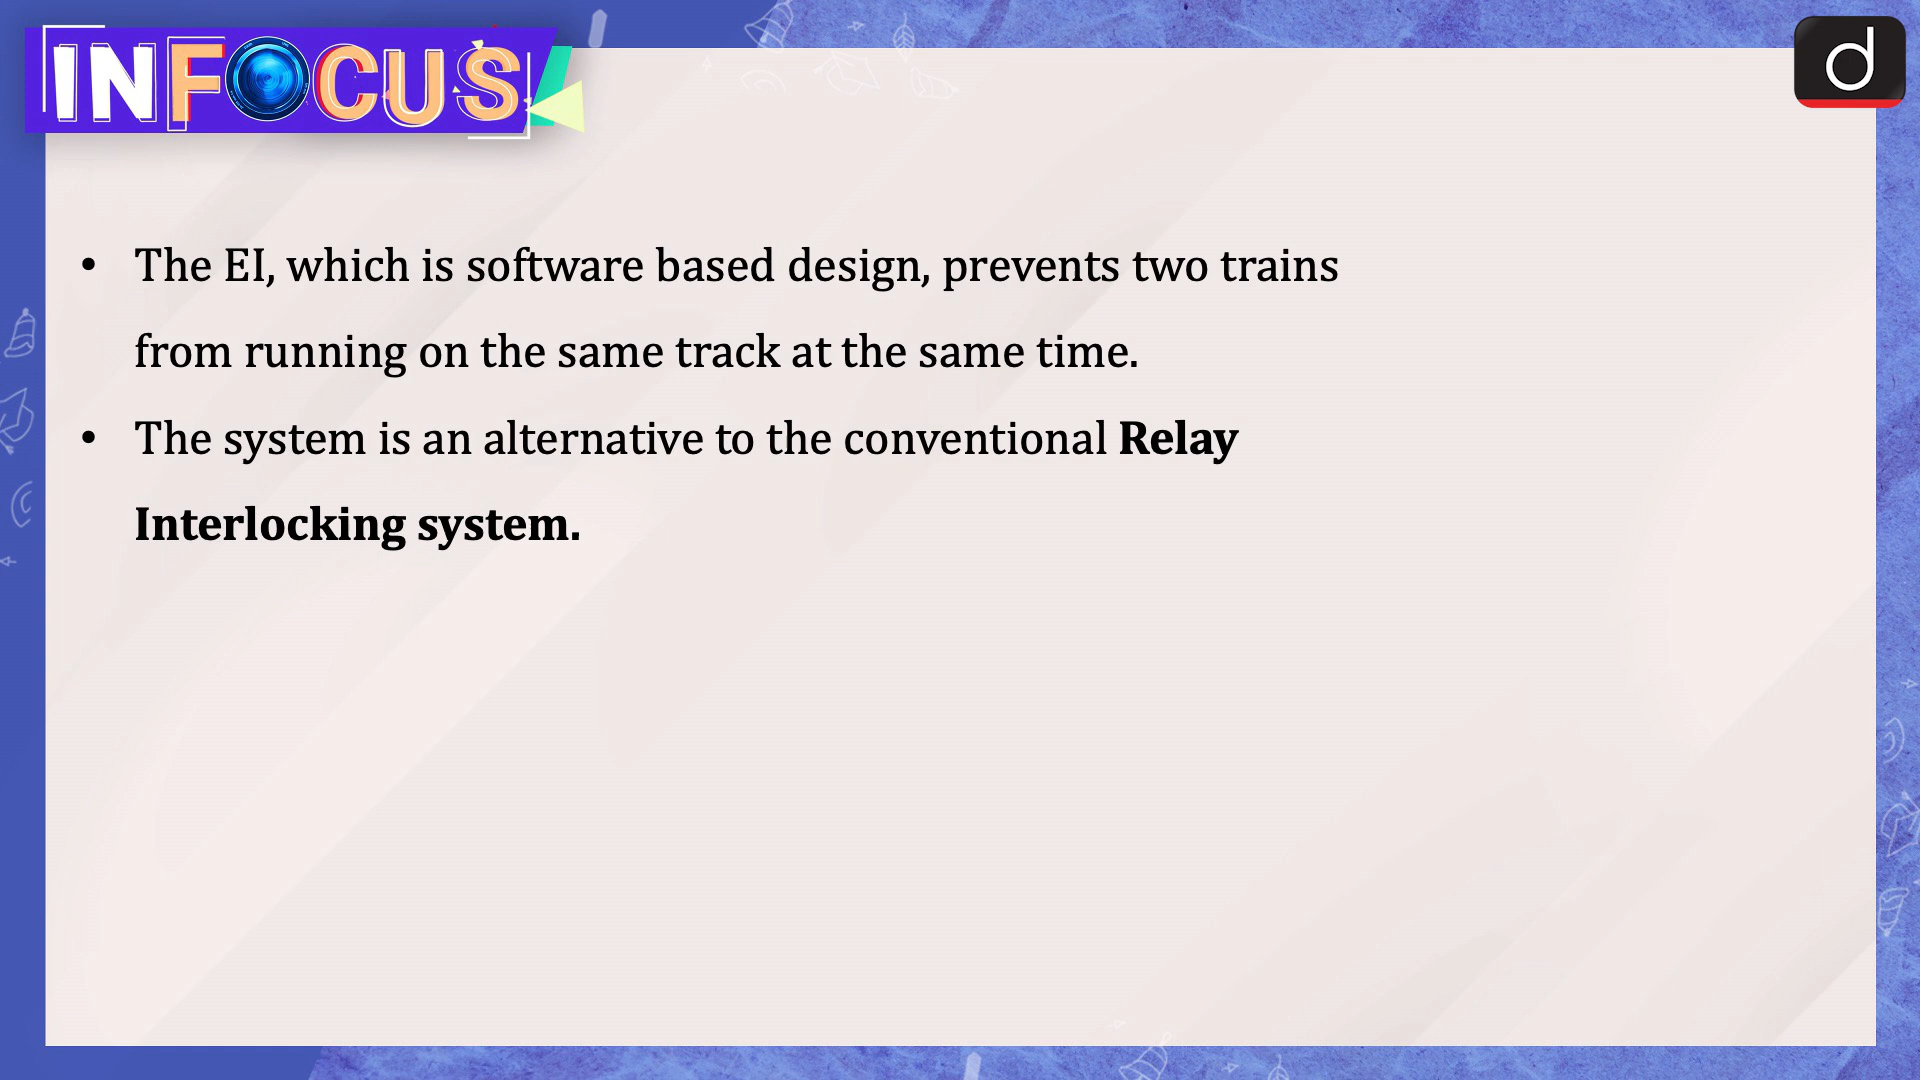 INFOCUS
d
• The EI, which is software based design, prevents two trains
from running on the same track at the same time.
• The system is an alternative to the conventional Relay
Interlocking system.